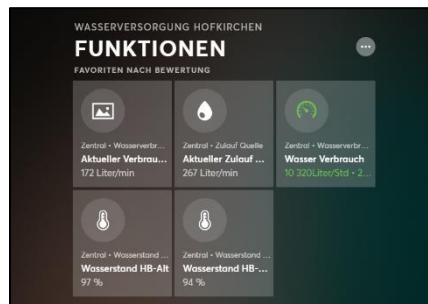 WASSERVERSORGUNG HOFKIRCHEN
FUNKTIONEN
FAVORITEN NACH BEWERTUNG
Zentral • Wasserverbr...
Aktueller Verbrau...
172 Liter/min
Zentral • Zulauf Quelle
Aktueller Zulauf ...
267 Liter/min
Zentral • Wasserverbr...
Wasser Verbrauch
10 320Liter/Std • 2...
Zentral • Wasserstand ...
Wasserstand HB-Alt
97 %
Zentral • Wasserstand ...
Wasserstand HB-...
94 %